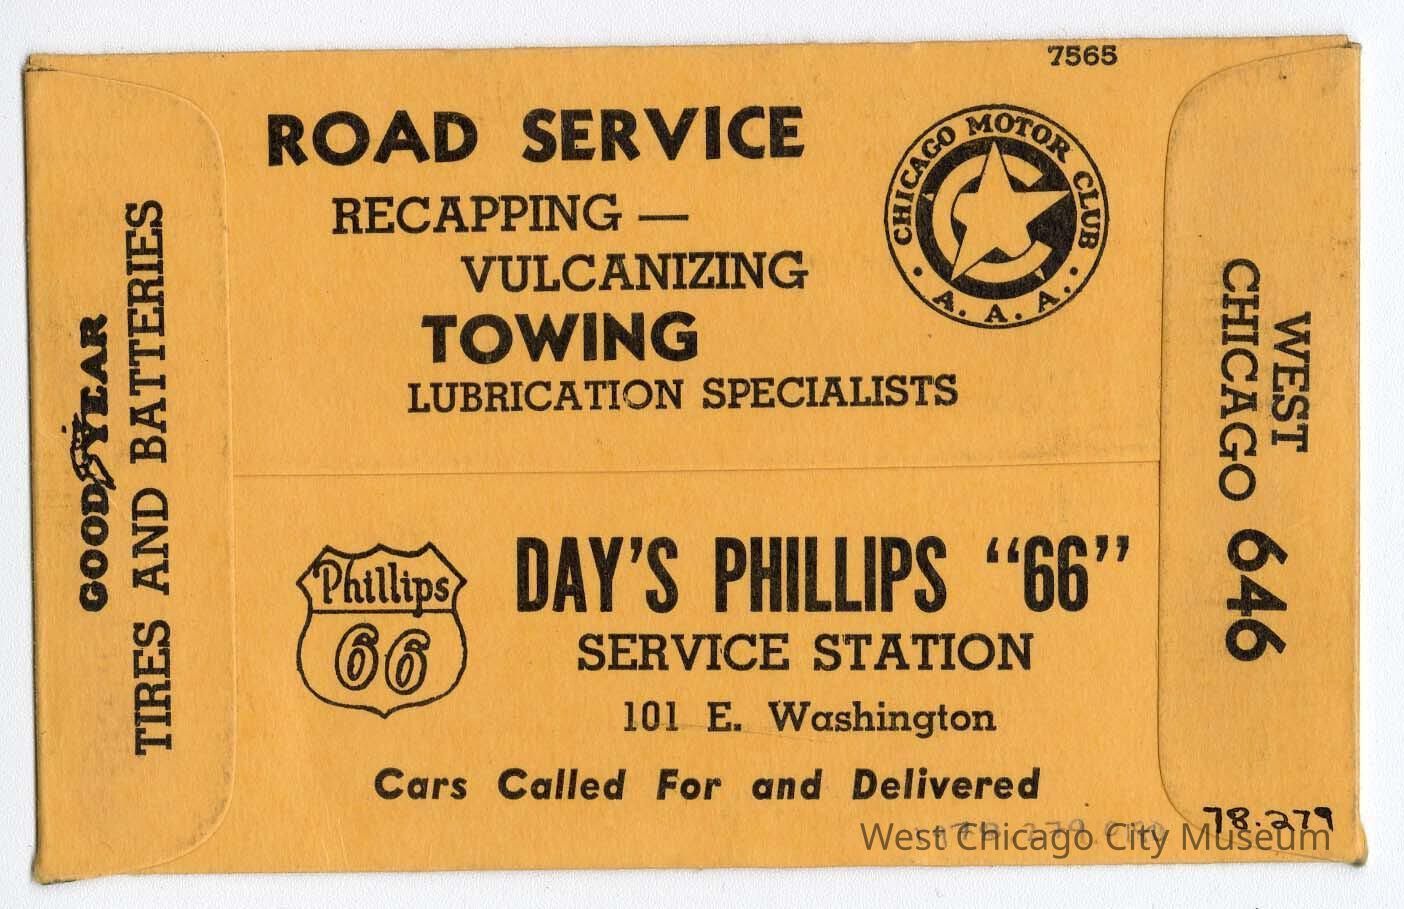 7565
ROAD SERVICE
RECAPPING —
VULCANIZING
TOWING
LUBRICATION SPECIALISTS
CHICAGO MOTOR CLUB
• A. A. A. •
GOODYEAR
TIRES AND BATTERIES
WEST
CHICAGO 646
Phillips
66
DAY'S PHILLIPS “66”
SERVICE STATION
101 E. Washington
Cars Called For and Delivered
78.279
West Chicago City Museum